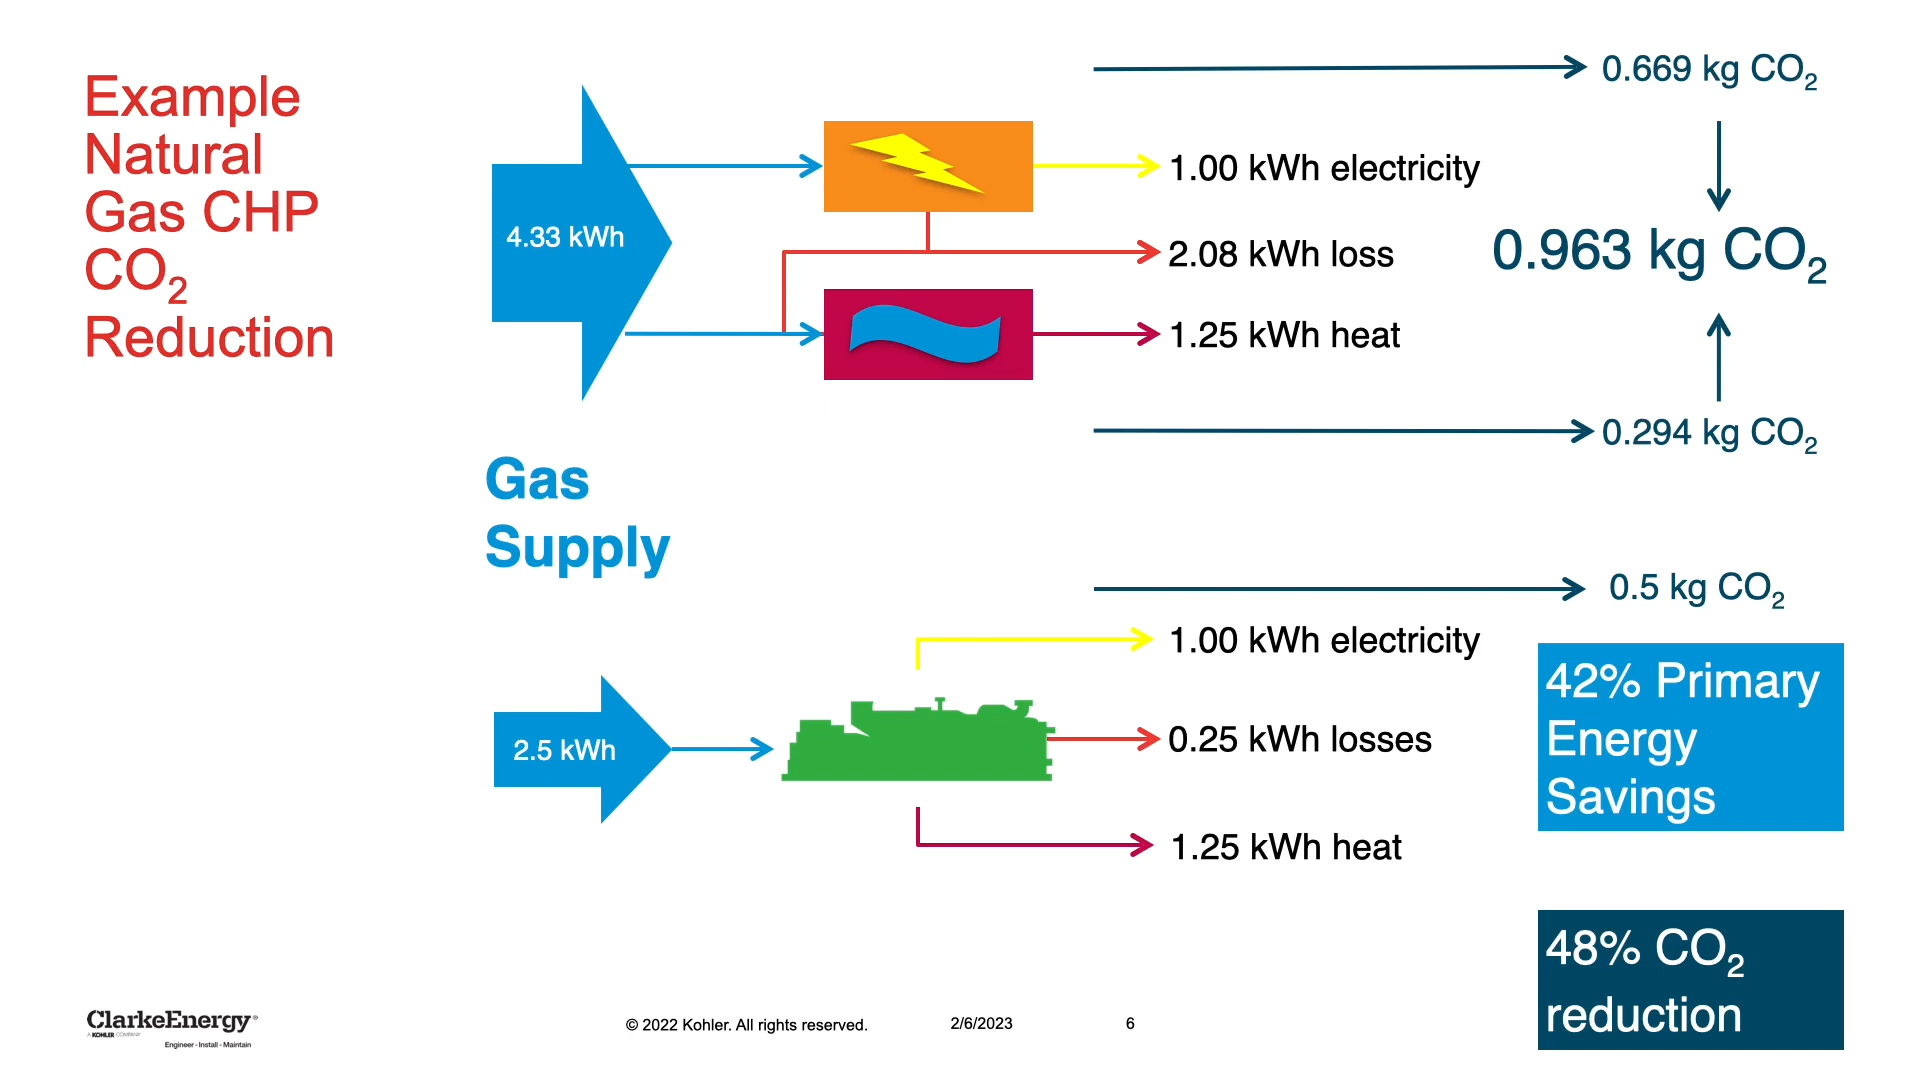 Example
Natural
Gas CHP
CO₂
Reduction
0.669 kg CO₂
4.33 kWh
1.00 kWh electricity
2.08 kWh loss
0.963 kg CO₂
1.25 kWh heat
0.294 kg CO₂
Gas
Supply
0.5 kg CO₂
1.00 kWh electricity
2.5 kWh
0.25 kWh losses
1.25 kWh heat
42% Primary
Energy
Savings
48% CO₂
reduction
ClarkeEnergy®
A KOHLER COMPANY
Engineer - Install - Maintain
© 2022 Kohler. All rights reserved.
2/6/2023
6